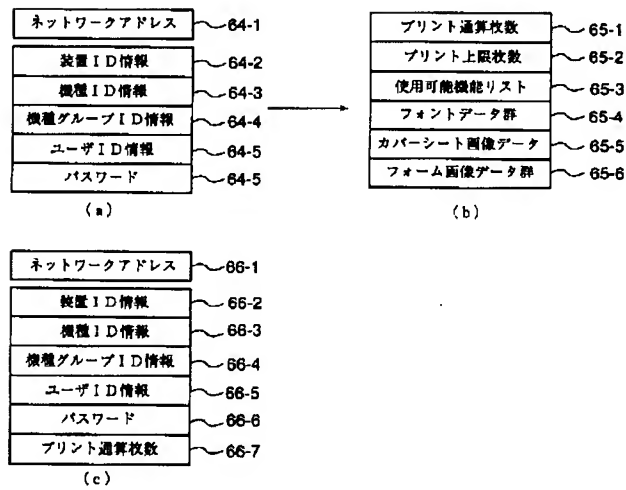 ネットワークアドレス 64-1
装置ID情報 64-2
機種ID情報 64-3
機種グループID情報 64-4
ユーザID情報 64-5
パスワード 64-5
(a)
プリント通算枚数 65-1
プリント上限枚数 65-2
使用可能機能リスト 65-3
フォントデータ群 65-4
カバーシート画像データ 65-5
フォーム画像データ群 65-6
(b)
ネットワークアドレス 66-1
装置ID情報 66-2
機種ID情報 66-3
機種グループID情報 66-4
ユーザID情報 66-5
パスワード 66-6
プリント通算枚数 66-7
(c)